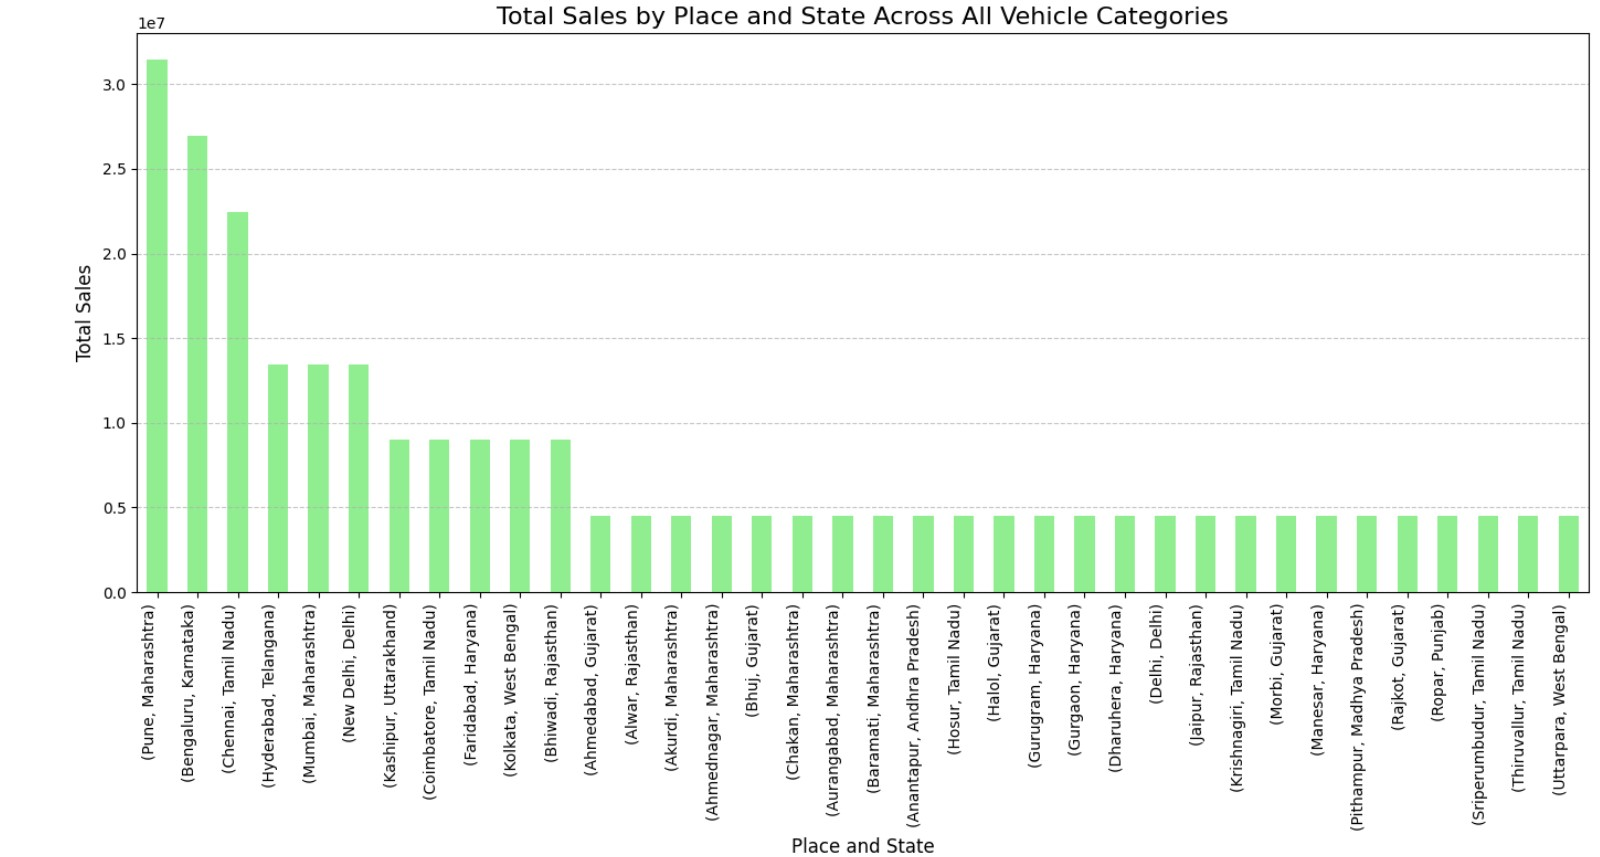 Total Sales by Place and State Across All Vehicle Categories
1e7
3.0
2.5
2.0
1.5
1.0
0.5
0.0
Total Sales
(Pune, Maharashtra)
(Bengaluru, Karnataka)
(Chennai, Tamil Nadu)
(Hyderabad, Telangana)
(Mumbai, Maharashtra)
(New Delhi, Delhi)
(Kashipur, Uttarakhand)
(Coimbatore, Tamil Nadu)
(Faridabad, Haryana)
(Kolkata, West Bengal)
(Bhiwadi, Rajasthan)
(Ahmedabad, Gujarat)
(Alwar, Rajasthan)
(Akurdi, Maharashtra)
(Ahmednagar, Maharashtra)
(Bhuj, Gujarat)
(Chakan, Maharashtra)
(Aurangabad, Maharashtra)
(Baramati, Maharashtra)
(Anantapur, Andhra Pradesh)
(Hosur, Tamil Nadu)
(Halol, Gujarat)
(Gurugram, Haryana)
(Gurgaon, Haryana)
(Dharuhera, Haryana)
(Delhi, Delhi)
(Jaipur, Rajasthan)
(Krishnagiri, Tamil Nadu)
(Morbi, Gujarat)
(Manesar, Haryana)
(Pithampur, Madhya Pradesh)
(Rajkot, Gujarat)
(Ropar, Punjab)
(Sriperumbudur, Tamil Nadu)
(Thiruvallur, Tamil Nadu)
(Uttarpara, West Bengal)
Place and State